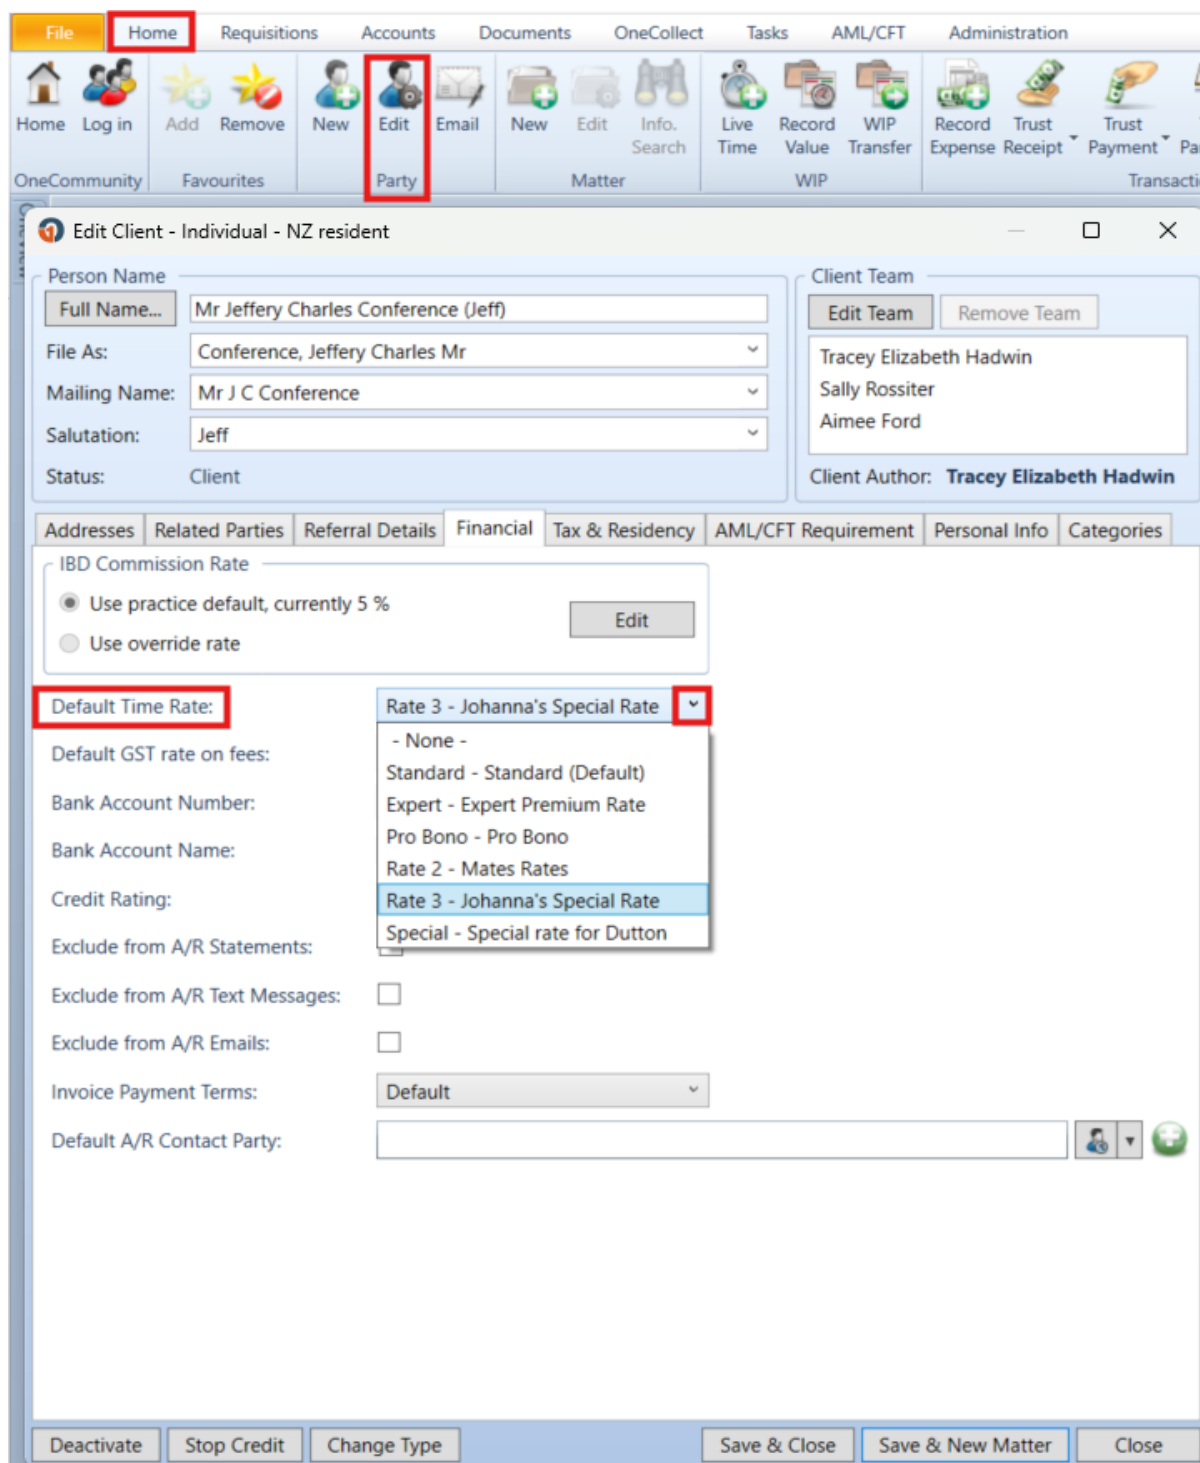 File Home Requisitions Accounts Documents OneCollect Tasks AML/CFT Administration
Home Log in Add Remove New Edit Email New Edit Info. Search Live Time Record Value WIP Transfer Record Expense Trust Receipt Trust Payment
OneCommunity Favourites Party Matter WIP
Edit Client - Individual - NZ resident
Person Name
Full Name... Mr Jeffery Charles Conference (Jeff)
File As: Conference, Jeffery Charles Mr
Mailing Name: Mr J C Conference
Salutation: Jeff
Status: Client
Client Team
Edit Team Remove Team
Tracey Elizabeth Hadwin
Sally Rossiter
Aimee Ford
Client Author: Tracey Elizabeth Hadwin
Addresses Related Parties Referral Details Financial Tax & Residency AML/CFT Requirement Personal Info Categories
IBD Commission Rate
Use practice default, currently 5 %
Edit
Use override rate
Default Time Rate: Rate 3 - Johanna's Special Rate
- None -
Standard - Standard (Default)
Expert - Expert Premium Rate
Pro Bono - Pro Bono
Rate 2 - Mates Rates
Rate 3 - Johanna's Special Rate
Special - Special rate for Dutton
Default GST rate on fees:
Bank Account Number:
Bank Account Name:
Credit Rating:
Exclude from A/R Statements:
Exclude from A/R Text Messages:
Exclude from A/R Emails:
Invoice Payment Terms: Default
Default A/R Contact Party:
Deactivate Stop Credit Change Type Save & Close Save & New Matter Close